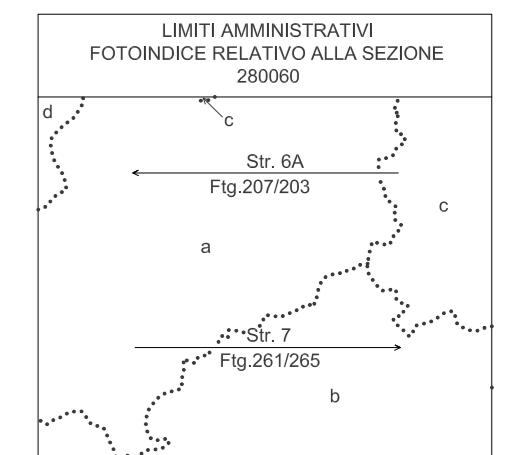 LIMITI AMMINISTRATIVI
FOTOINDICE RELATIVO ALLA SEZIONE
280060
d
c
Str. 6A
Ftg.207/203
c
a
Str. 7
Ftg.261/265
b